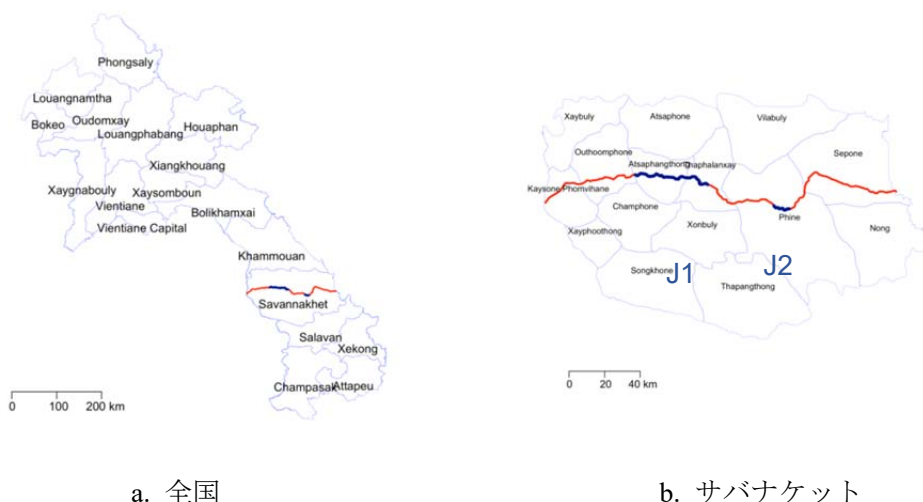 Phongsaly
Louangnamtha
Bokeo
Oudomxay
Louangphabang
Houaphan
Xiangkhouang
Xaygnabouly
Xaysomboun
Vientiane
Bolikhamxai
Vientiane Capital
Khammouan
Savannakhet
Salavan
Xekong
Champasak
Attapeu
0 100 200 km
Xaybuly
Atsaphone
Vilabuly
Outhoomphone
Sepone
Atsaphangthong
Phaphalanxay
Kaysone Phomvihane
Champhone
Phine
Xayphoothong
Xonbuly
Nong
Songkhone
J1
J2
Thapangthong
0 20 40 km
a. 全国
b. サバナケット